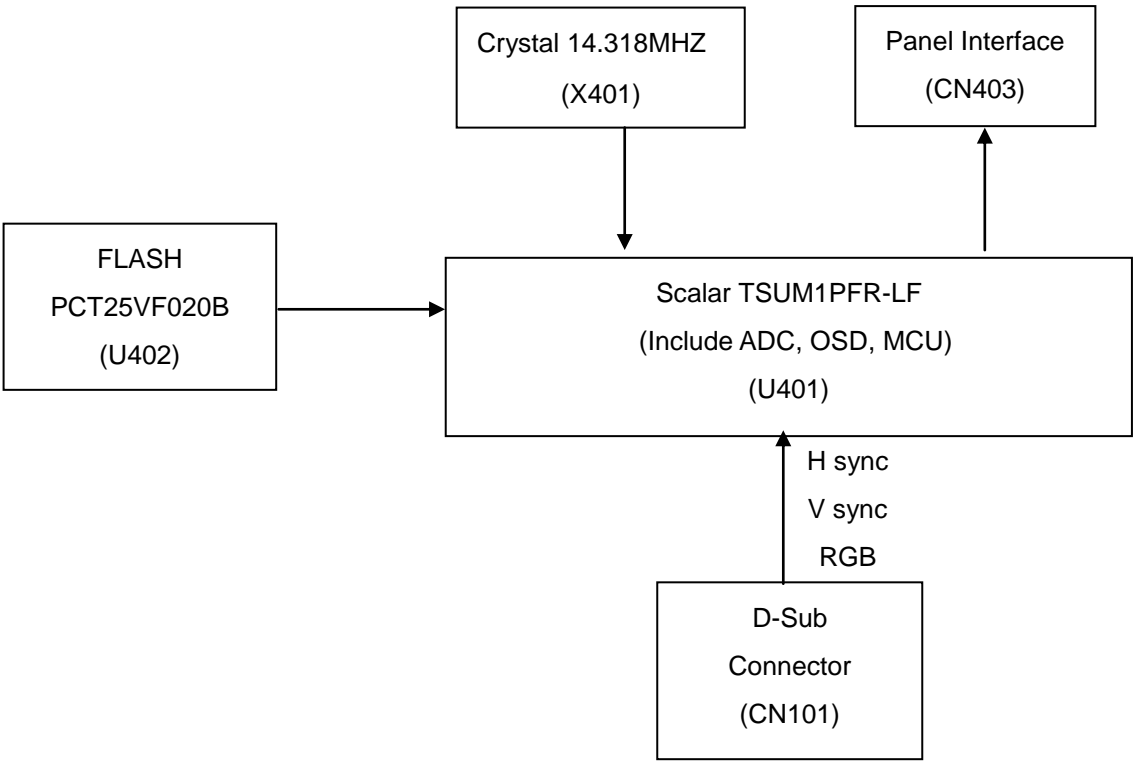 Crystal 14.318MHZ
(X401)
Panel Interface
(CN403)
FLASH
PCT25VF020B
(U402)
Scalar TSUM1PFR-LF
(Include ADC, OSD, MCU)
(U401)
H sync
V sync
RGB
D-Sub
Connector
(CN101)